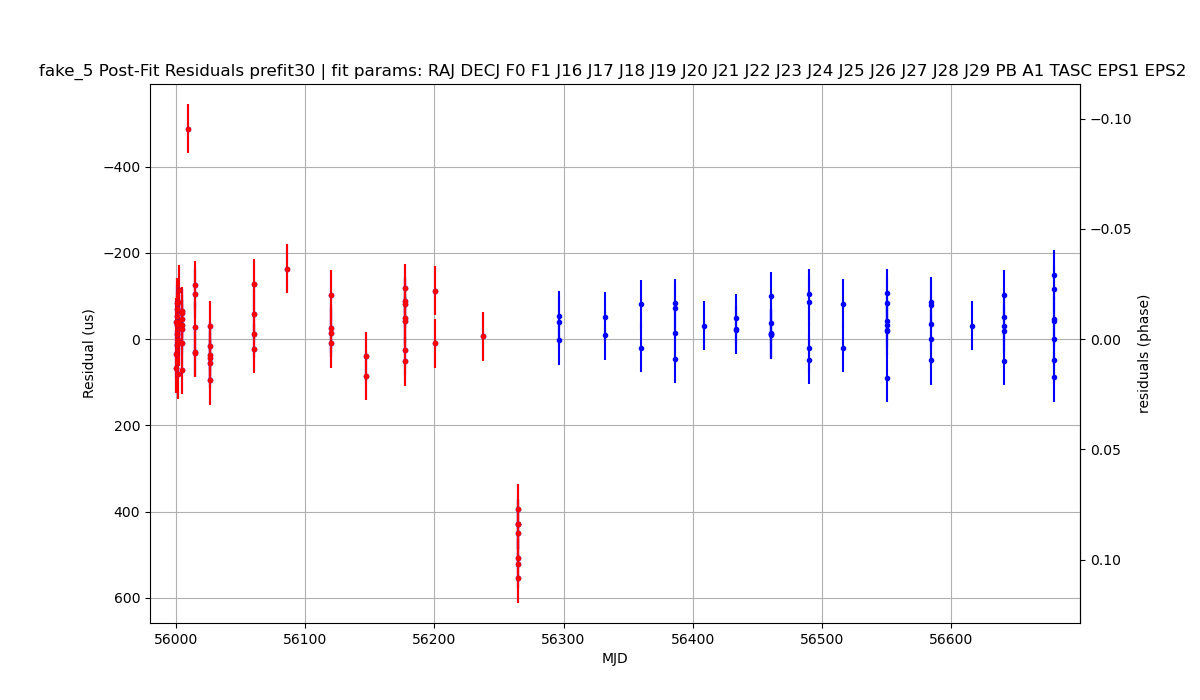 fake_5 Post-Fit Residuals prefit30 | fit params: RAJ DECJ F0 F1 J16 J17 J18 J19 J20 J21 J22 J23 J24 J25 J26 J27 J28 J29 PB A1 TASC EPS1 EPS2
−400
−200
0
200
400
600
Residual (us)
−0.10
−0.05
0.00
0.05
0.10
residuals (phase)
56000 56100 56200 56300 56400 56500 56600
MJD